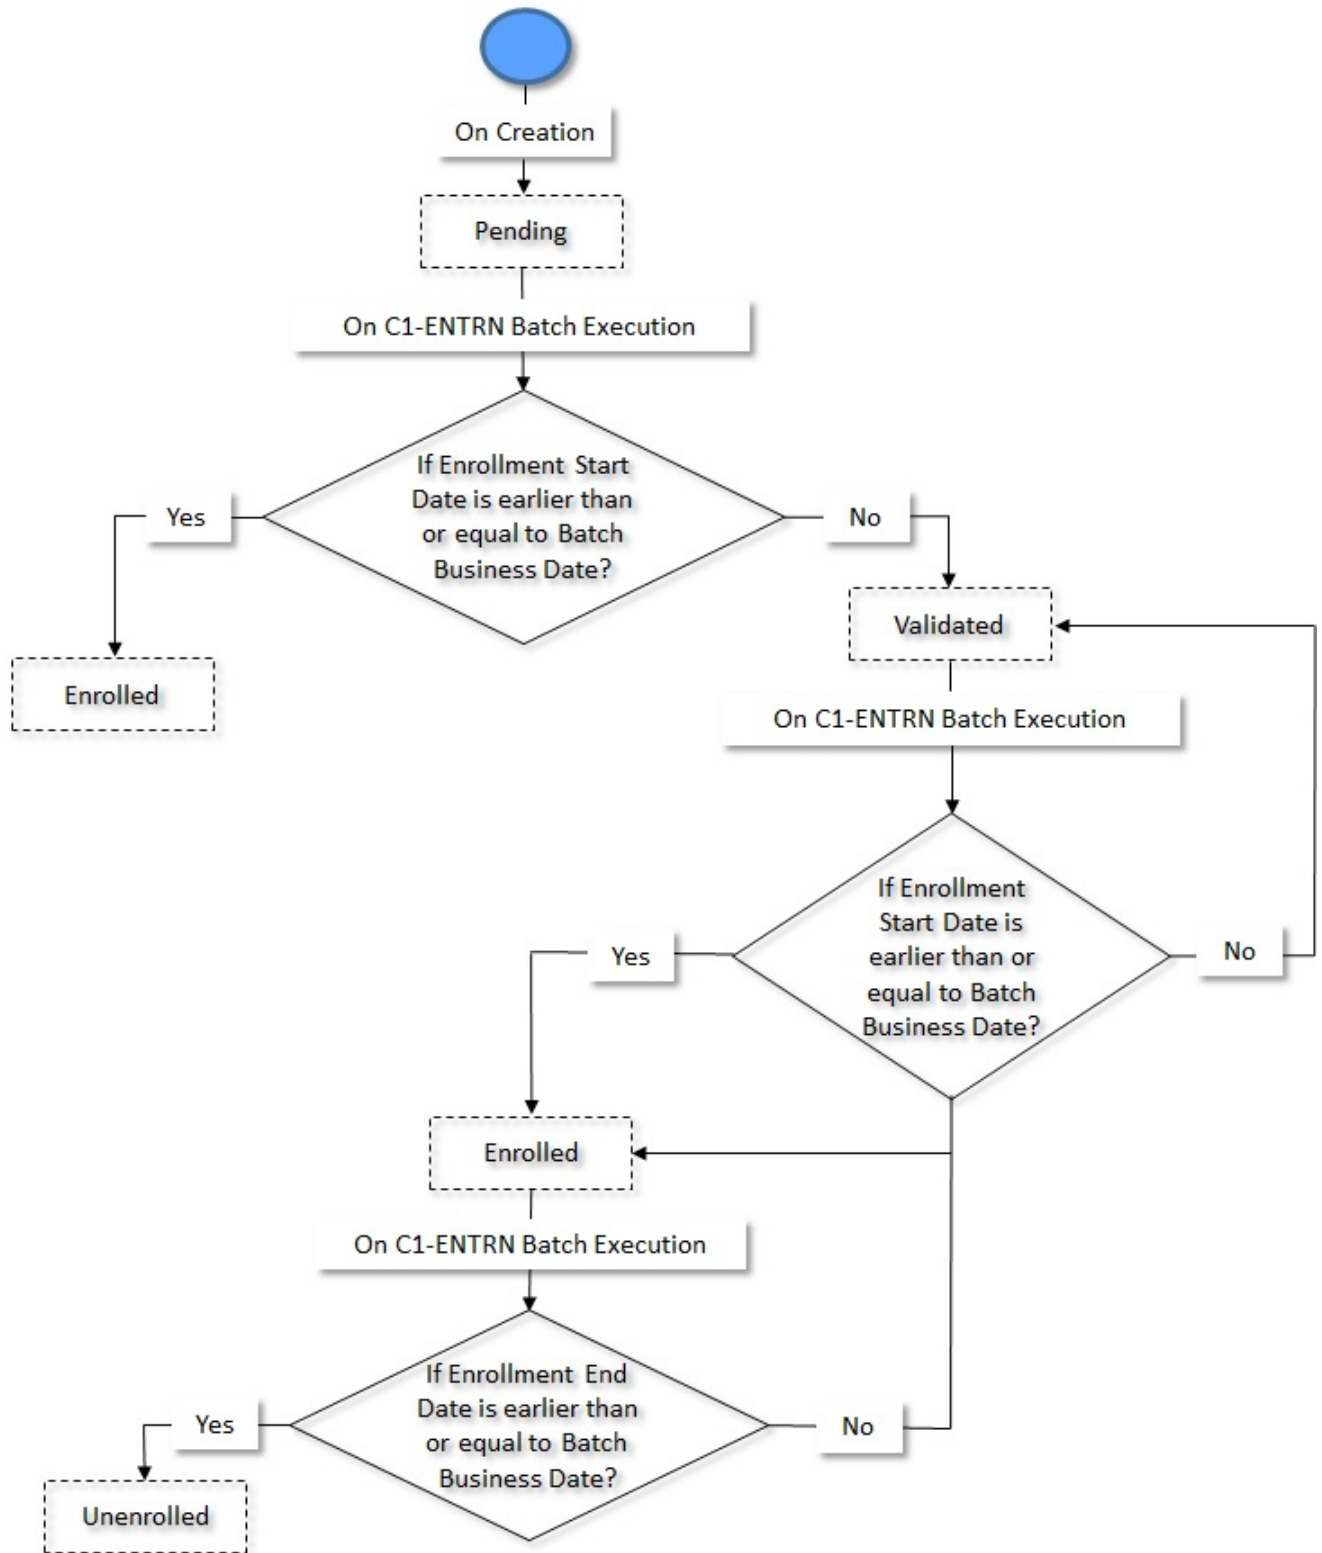 On Creation
Pending
On C1-ENTRN Batch Execution
If Enrollment Start
Date is earlier than
or equal to Batch
Business Date?
Yes
No
Enrolled
Validated
On C1-ENTRN Batch Execution
If Enrollment
Start Date is
earlier than or
equal to Batch
Business Date?
Yes
No
Enrolled
On C1-ENTRN Batch Execution
If Enrollment End
Date is earlier than
or equal to Batch
Business Date?
Yes
No
Unenrolled